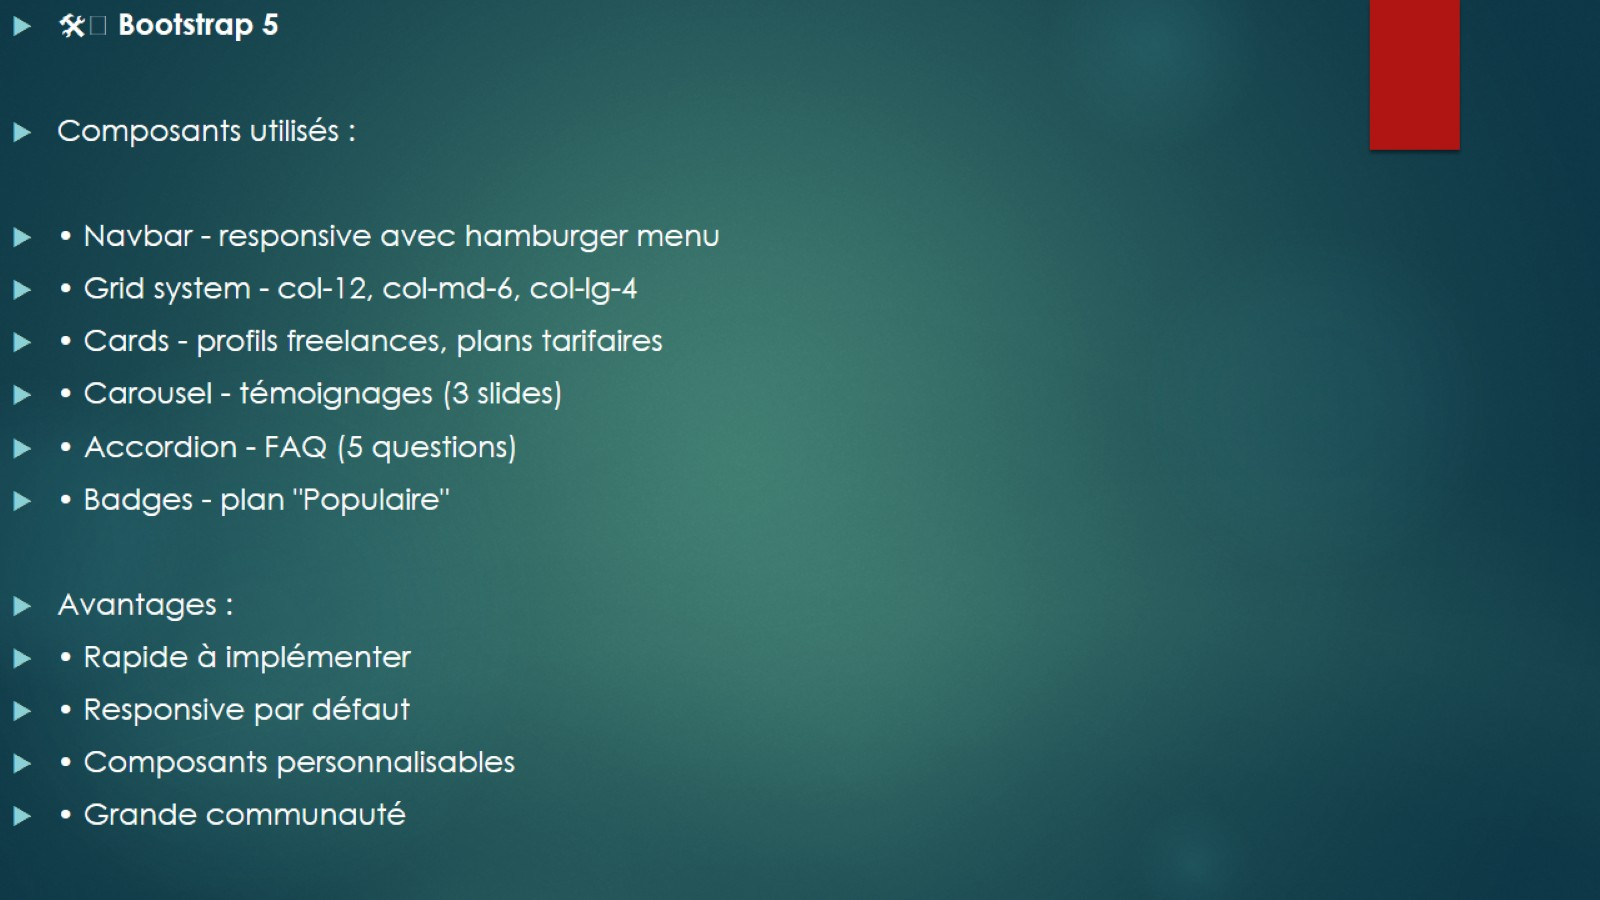 🛠 Bootstrap 5
Composants utilisés :
• Navbar - responsive avec hamburger menu
• Grid system - col-12, col-md-6, col-lg-4
• Cards - profils freelances, plans tarifaires
• Carousel - témoignages (3 slides)
• Accordion - FAQ (5 questions)
• Badges - plan "Populaire"
Avantages :
• Rapide à implémenter
• Responsive par défaut
• Composants personnalisables
• Grande communauté